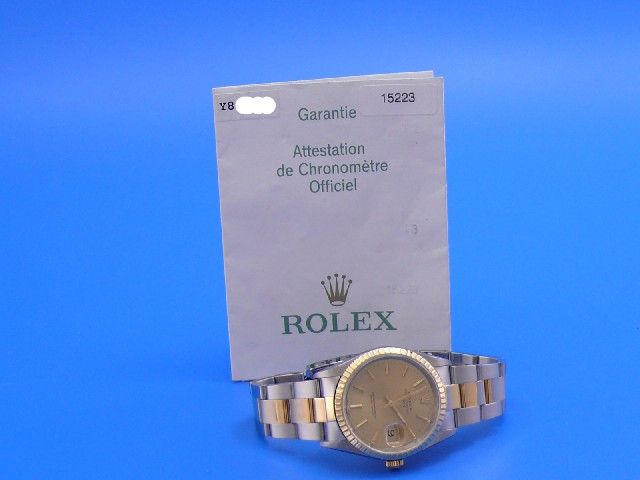 Y8 15223
Garantie
Attestation
de Chronomètre
Officiel
ROLEX